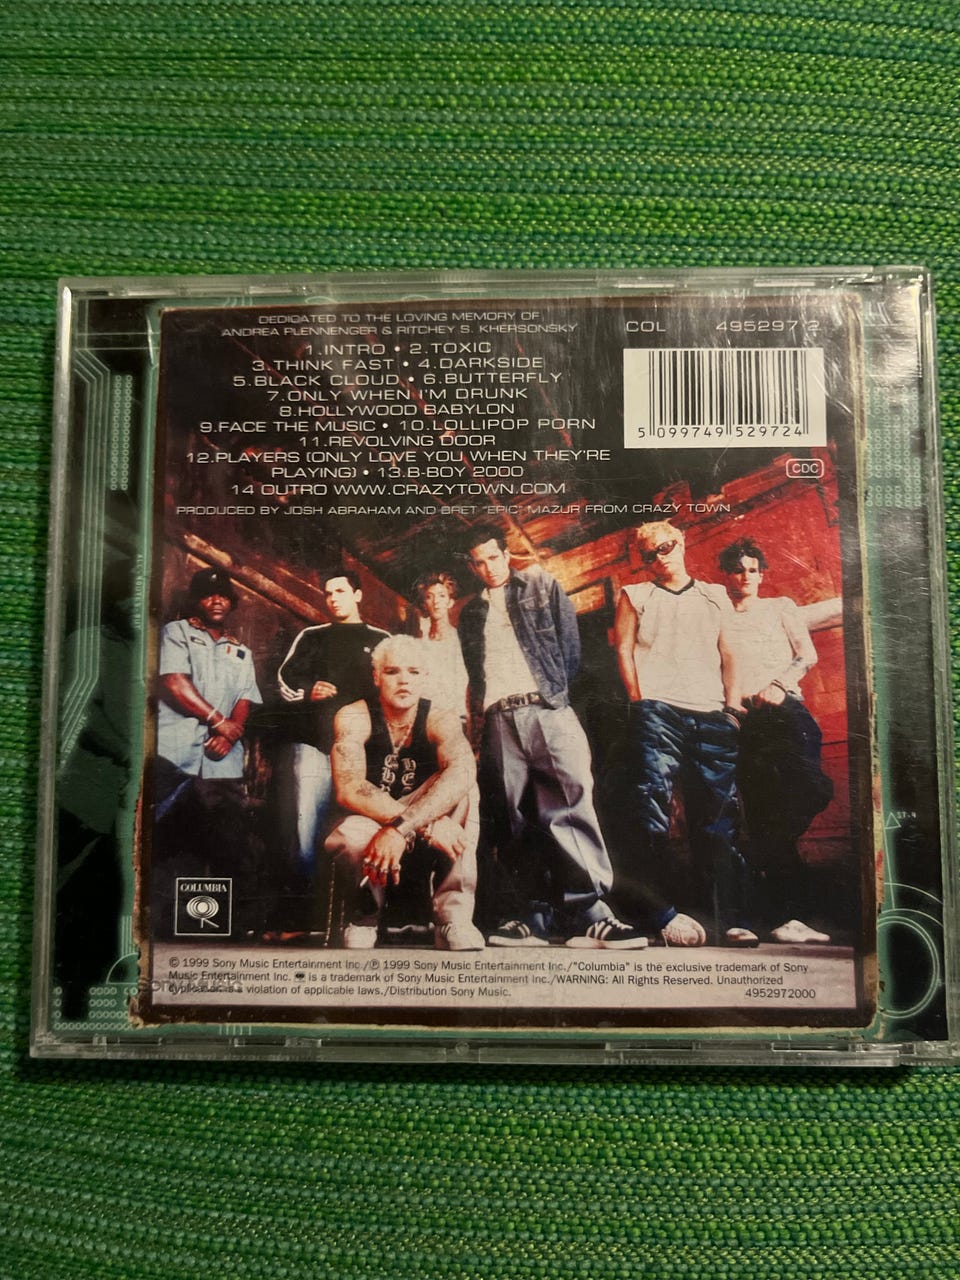 DEDICATED TO THE LOVING MEMORY OF
ANDREA PLENNENGER & RITCHEY S. KHERSONSKY
1.INTRO • 2.TOXIC
3.THINK FAST • 4.DARKSIDE
5.BLACK CLOUD • 6.BUTTERFLY
7.ONLY WHEN I'M DRUNK
8.HOLLYWOOD BABYLON
9.FACE THE MUSIC • 10.LOLLIPOP PORN
11.REVOLVING DOOR
12.PLAYERS (ONLY LOVE YOU WHEN THEY'RE
PLAYING) • 13.B-BOY 2000
14 OUTRO WWW.CRAZYTOWN.COM
PRODUCED BY JOSH ABRAHAM AND BRET "EPIC" MAZUR FROM CRAZY TOWN
COL 495297 2
5 099749 529724
CDC
ST.4
COLUMBIA
© 1999 Sony Music Entertainment Inc./℗ 1999 Sony Music Entertainment Inc./"Columbia" is the exclusive trademark of Sony
Music Entertainment Inc. is a trademark of Sony Music Entertainment Inc./WARNING: All Rights Reserved. Unauthorized
duplication is a violation of applicable laws./Distribution Sony Music.
4952972000